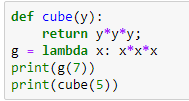 def cube(y):
    return y*y*y;
g = lambda x: x*x*x
print(g(7))
print(cube(5))